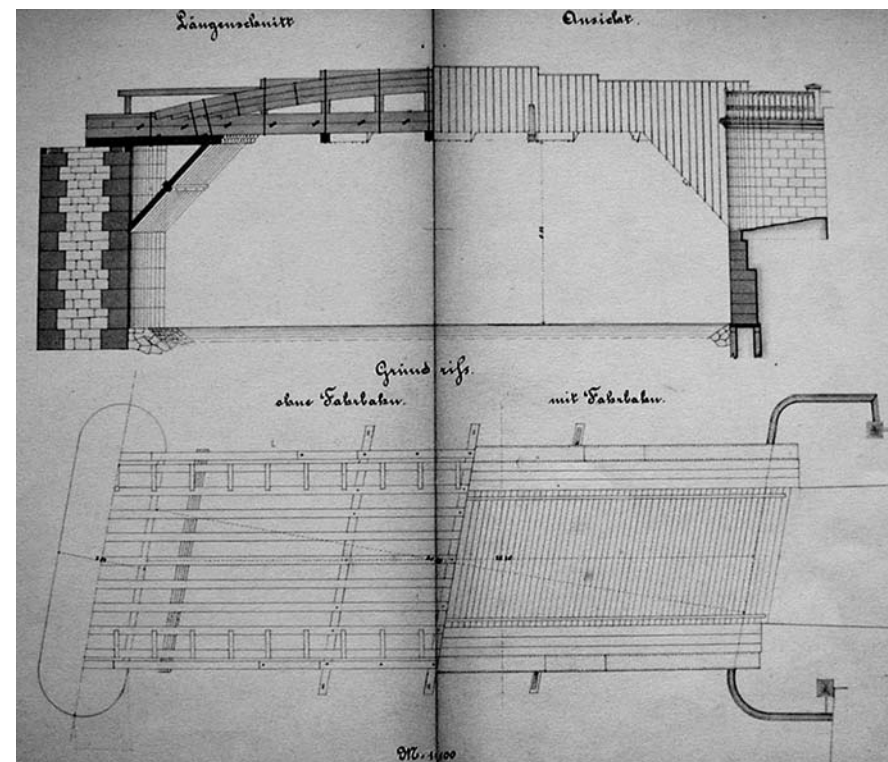 Längenschnitt
Ansicht.
Grundriſs.
ohne Fahrbahn.
mit Fahrbahn.
M. 1:100